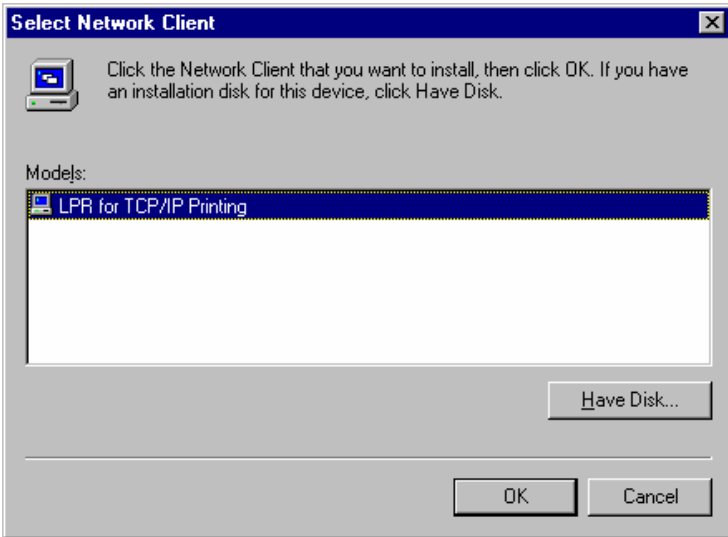 Select Network Client
Click the Network Client that you want to install, then click OK. If you have
an installation disk for this device, click Have Disk.
Models:
LPR for TCP/IP Printing
Have Disk...
OK
Cancel